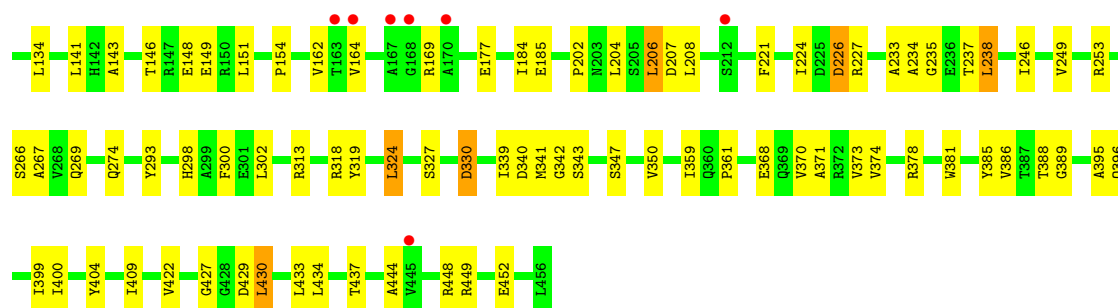 L134 L141 H142 A143 T146 R147 E148 E149 R150 L151 P154 V162 T163 V164 A167 G168 R169 A170 E177 I184 E185 P202 N203 L204 S205 L206 D207 L208 S212 F221 I224 D225 D226 R227 A233 A234 G235 E236 T237 L238 I246 V249 R253
S266 A267 V268 Q269 Q274 Y293 H298 A299 F300 E301 L302 R313 R318 Y319 L324 S327 D330 I339 D340 M341 G342 S343 S347 V350 I359 Q360 P361 E368 Q369 V370 A371 R372 V373 V374 R378 W381 Y385 V386 T387 T388 G389 A395
I399 I400 Y404 I409 V422 G427 G428 D429 L430 L433 L434 T437 A444 V445 R448 R449 E452 L456